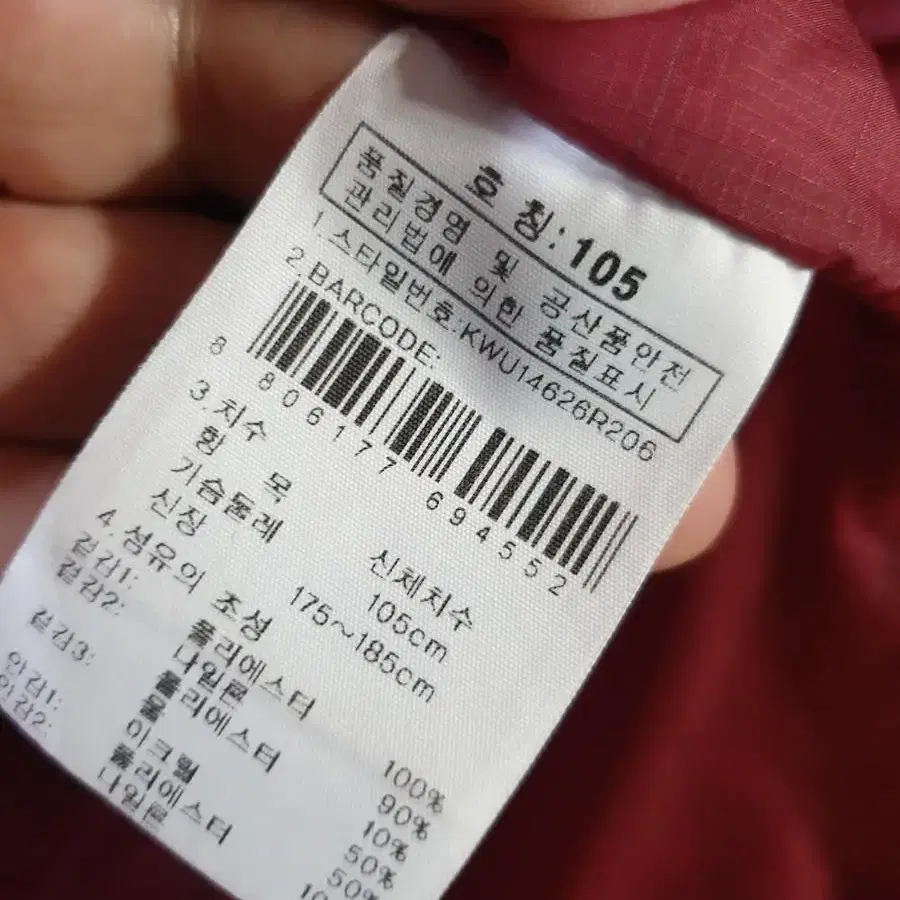 호 칭: 105
품질경영 및 공산품안전
관리법에 의한 품질표시
1.스타일번호:KWU14626R206
2.BARCODE:
8 806177 694552
3.치수
항 목 신체치수
가슴둘레 105cm
신장 175~185cm
4.섬유의 조성
겉감1: 폴리에스터 100%
겉감2: 나일론 90%
폴리에스터 10%
겉감3: 울 50%
아크릴 50%
안감1: 폴리에스터
안감2: 나일론